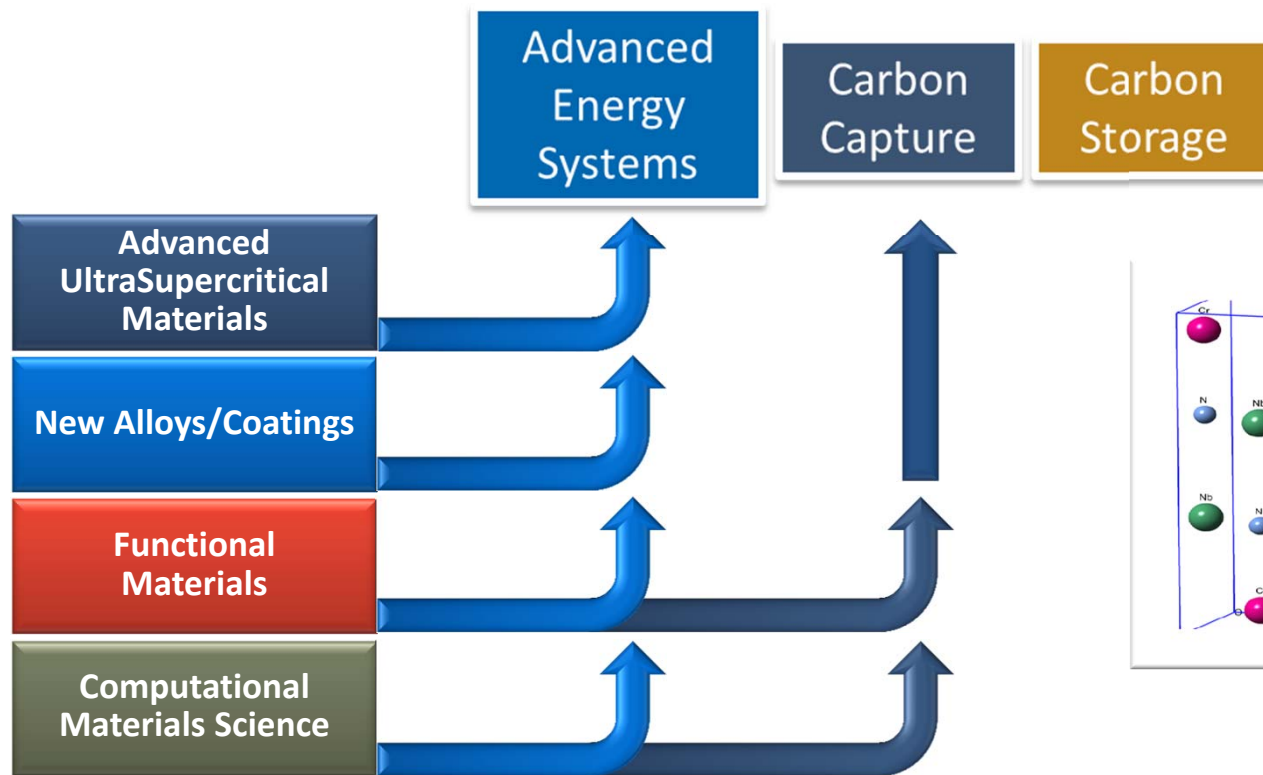 Advanced
Energy
Systems
Carbon
Capture
Carbon
Storage
Advanced
UltraSupercritical
Materials
New Alloys/Coatings
Functional
Materials
Computational
Materials Science
Cr
N
Nb
Nb
N
C
O